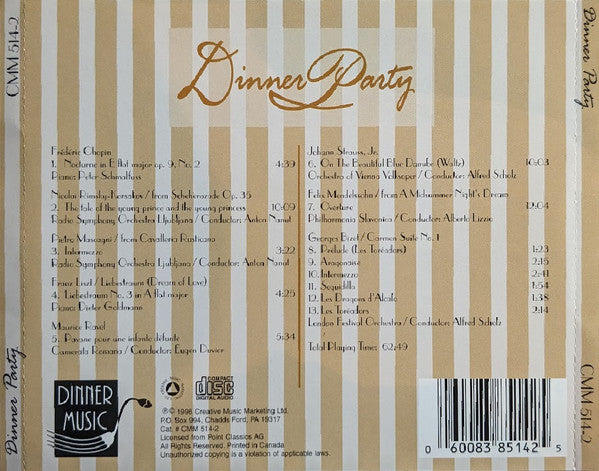 CMM 514-2
Dinner Party
Dinner Party
Frédéric Chopin
1. Nocturne in E flat major op. 9, No. 2 4:39
Piano: Peter Schmalfuss
Nicolai Rimsky-Korsakov / from Scheherazade Op. 35
2. The tale of the young prince and the young princess 10:09
Radio Symphony Orchestra Ljubljana / Conductor: Anton Nanut
Pietro Mascagni / from Cavalleria Rusticana
3. Intermezzo 3:22
Radio Symphony Orchestra Ljubljana / Conductor: Anton Nanut
Franz Liszt / Liebestraum (Dream of Love)
4. Liebestraum No. 3 in A flat major 4:25
Piano: Dieter Goldmann
Maurice Ravel
5. Pavane pour une infante défunte 5:34
Camerata Romana / Conductor: Eugen Duvier
Johann Strauss, Jr.
6. On The Beautiful Blue Danube (Waltz) 10:03
Orchestra of Vienna Volksoper / Conductor: Alfred Scholz
Felix Mendelssohn / from A Midsummer Night's Dream
7. Overture 12:04
Philharmonia Slavonica / Conductor: Alberto Lizzio
Georges Bizet / Carmen Suite No. 1
8. Prélude (Les Toréadors) 1:23
9. Aragonaise 2:15
10. Intermezzo 2:41
11. Seguidilla 1:54
12. Les Dragons d'Alcala 1:38
13. Les Toréadors 2:14
London Festival Orchestra / Conductor: Alfred Scholz
Total Playing Time: 62:49
DINNER
MUSIC
COMPACT
disc
DIGITAL AUDIO
℗© 1996 Creative Music Marketing Ltd.
P.O. Box 994, Chadds Ford, PA 19317
Cat. # CMM 514-2
Licensed from Point Classics AG
All Rights Reserved. Printed in Canada
Unauthorized copying is a violation of applicable laws.
0 60083 85142 5
Dinner Party
CMM 514-2